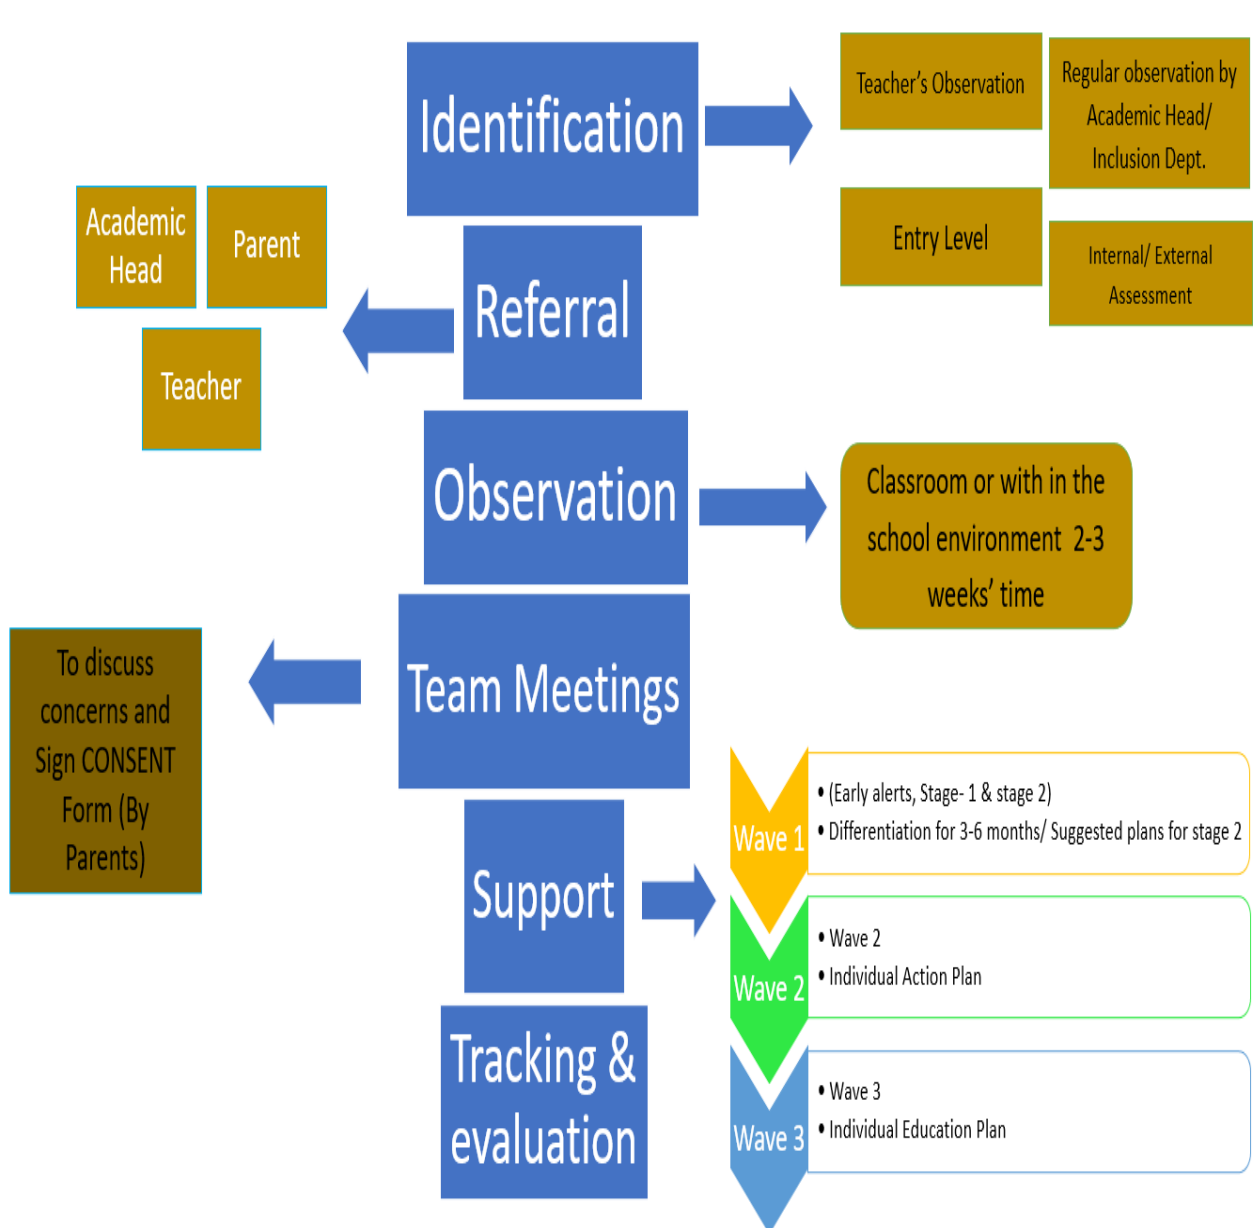 Identification
Teacher's Observation
Regular observation by
Academic Head/
Inclusion Dept.
Entry Level
Internal/ External
Assessment
Referral
Academic
Head
Parent
Teacher
Observation
Classroom or with in the
school environment  2-3
weeks' time
Team Meetings
To discuss
concerns and
Sign CONSENT
Form (By
Parents)
Support
Wave 1
• (Early alerts, Stage- 1 & stage 2)
• Differentiation for 3-6 months/ Suggested plans for stage 2
Wave 2
• Wave 2
• Individual Action Plan
Wave 3
• Wave 3
• Individual Education Plan
Tracking &
evaluation